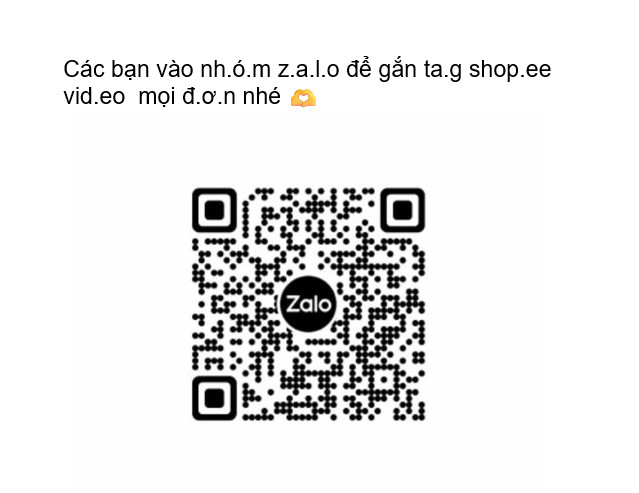 Các bạn vào nh.ó.m z.a.l.o để gắn ta.g shop.ee
vid.eo  mọi đ.ơ.n nhé 🫶
Zalo